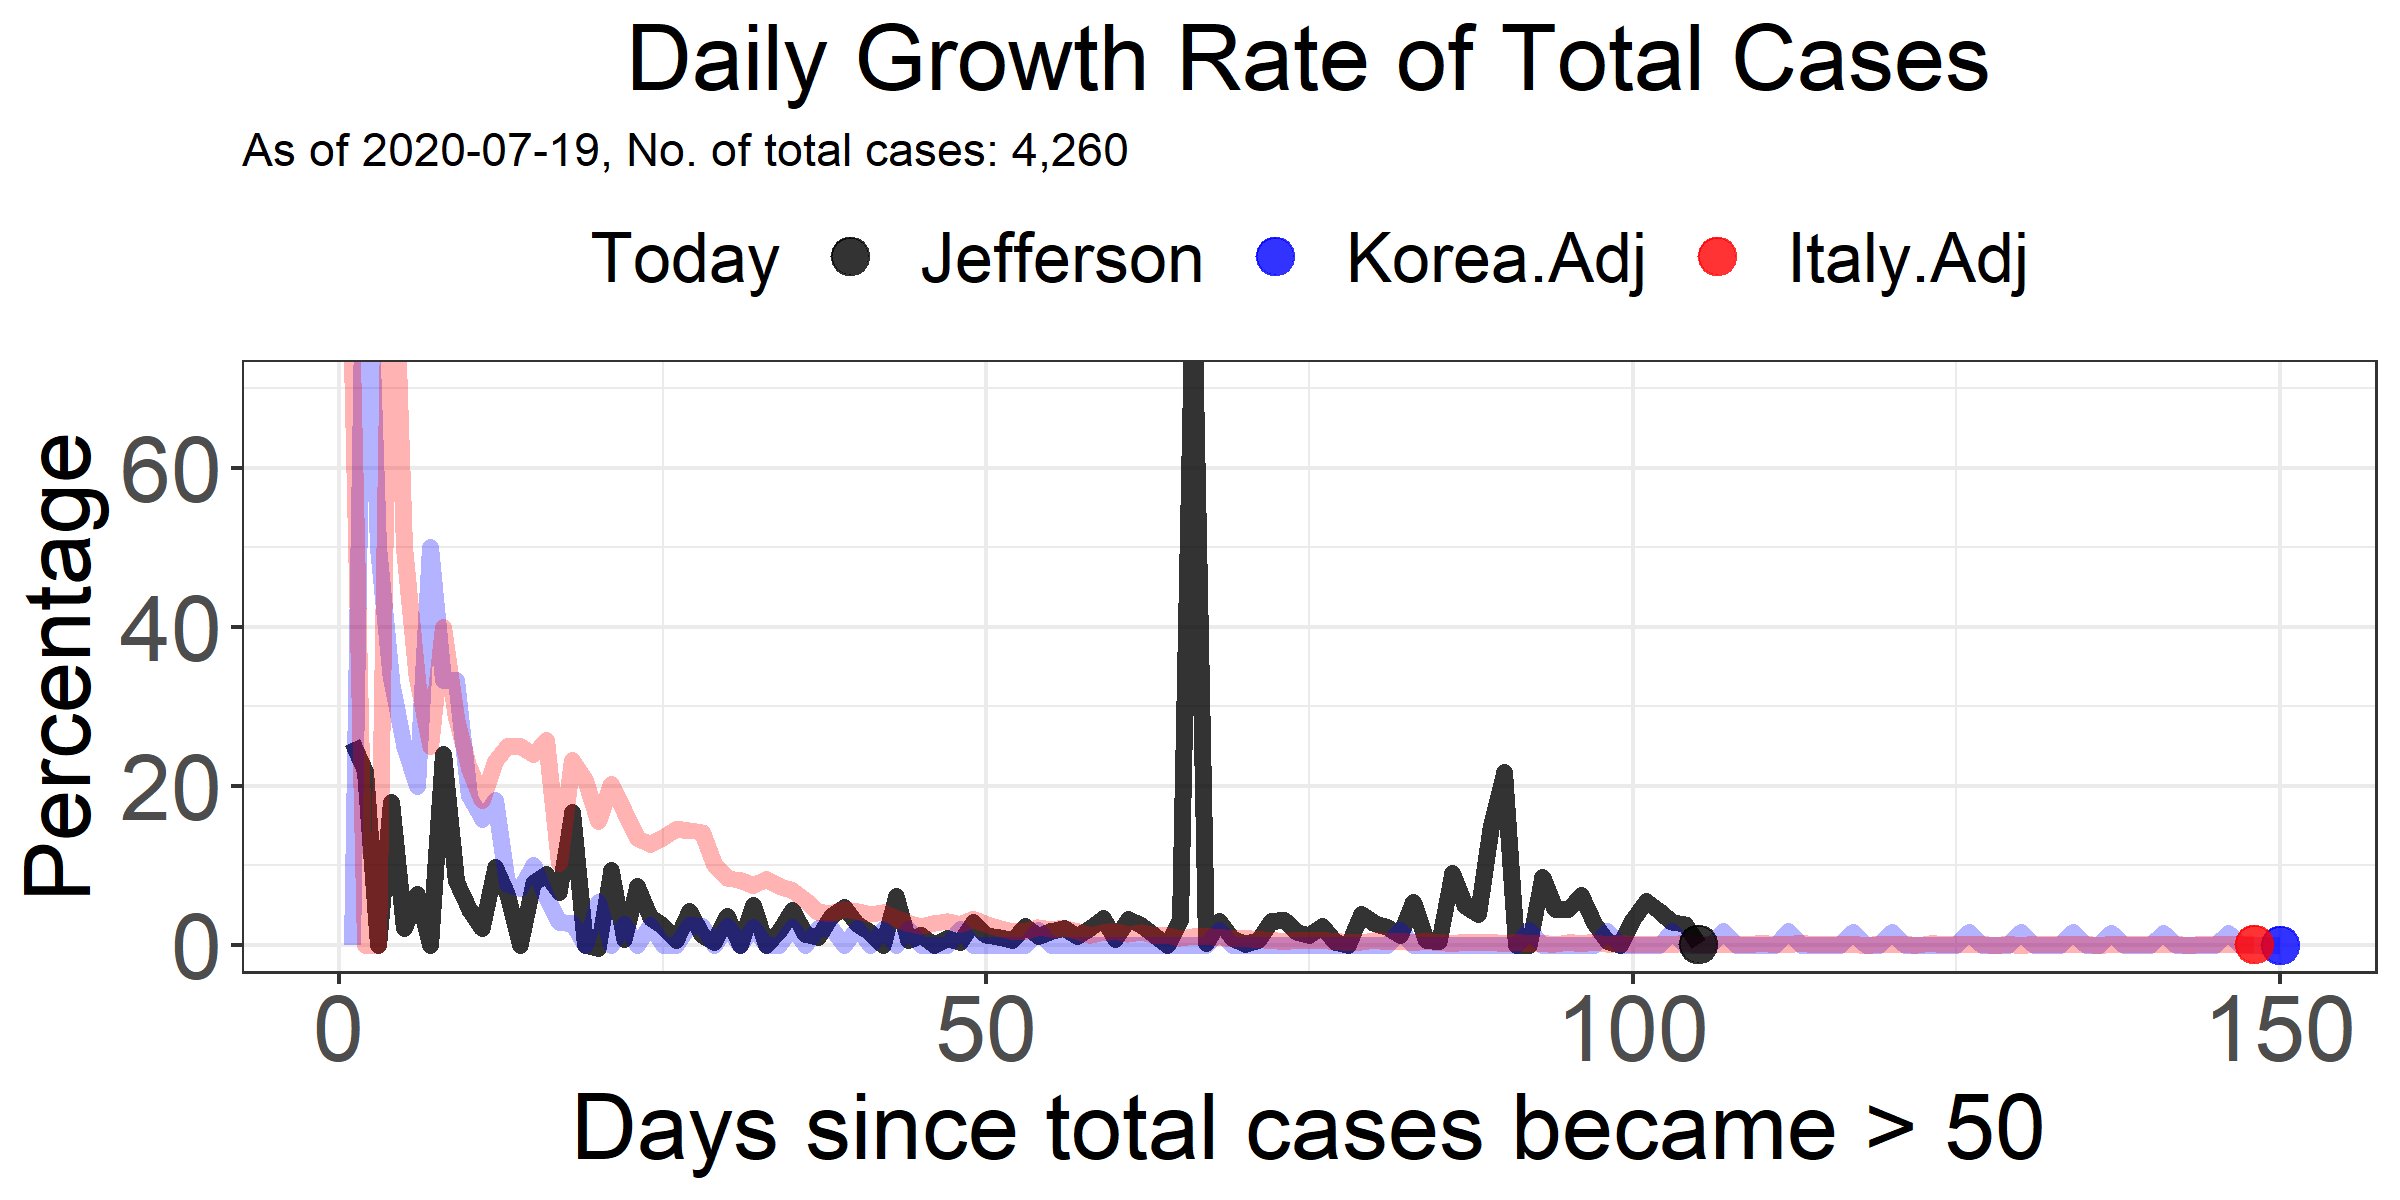 Daily Growth Rate of Total Cases
As of 2020-07-19, No. of total cases: 4,260
Today Jefferson Korea.Adj Italy.Adj
Percentage
60
40
20
0
0 50 100 150
Days since total cases became > 50